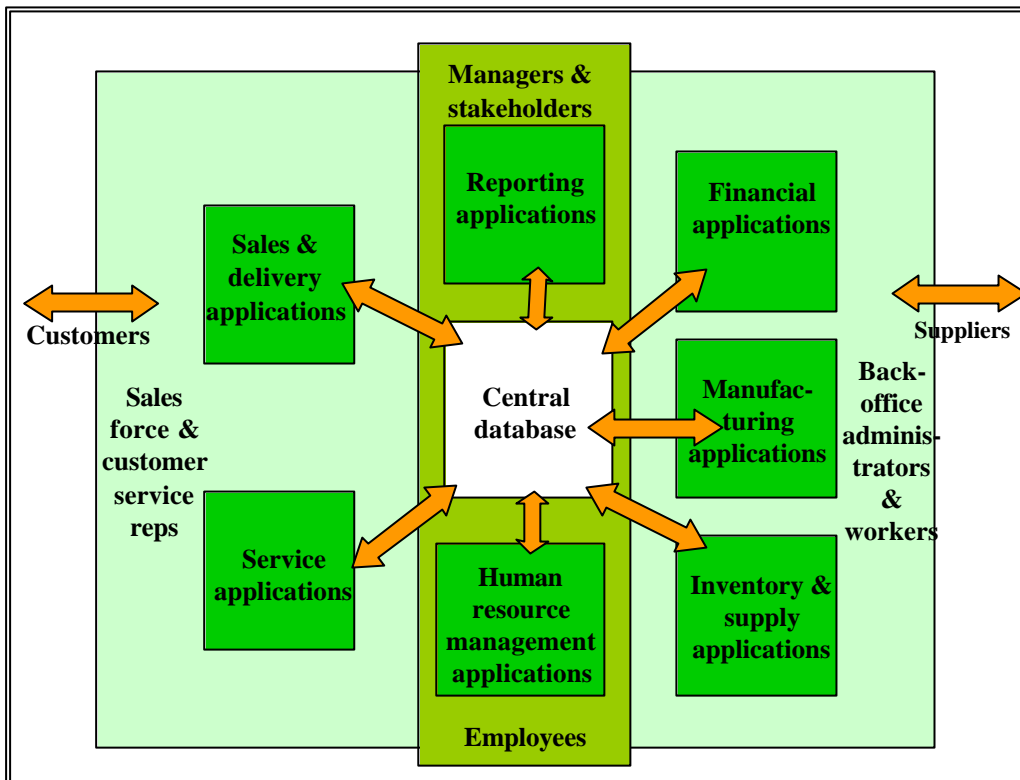 Managers &
stakeholders
Reporting
applications
Financial
applications
Sales &
delivery
applications
Customers
Suppliers
Sales
force &
customer
service
reps
Central
database
Manufac-
turing
applications
Back-
office
adminis-
trators
&
workers
Service
applications
Human
resource
management
applications
Inventory &
supply
applications
Employees